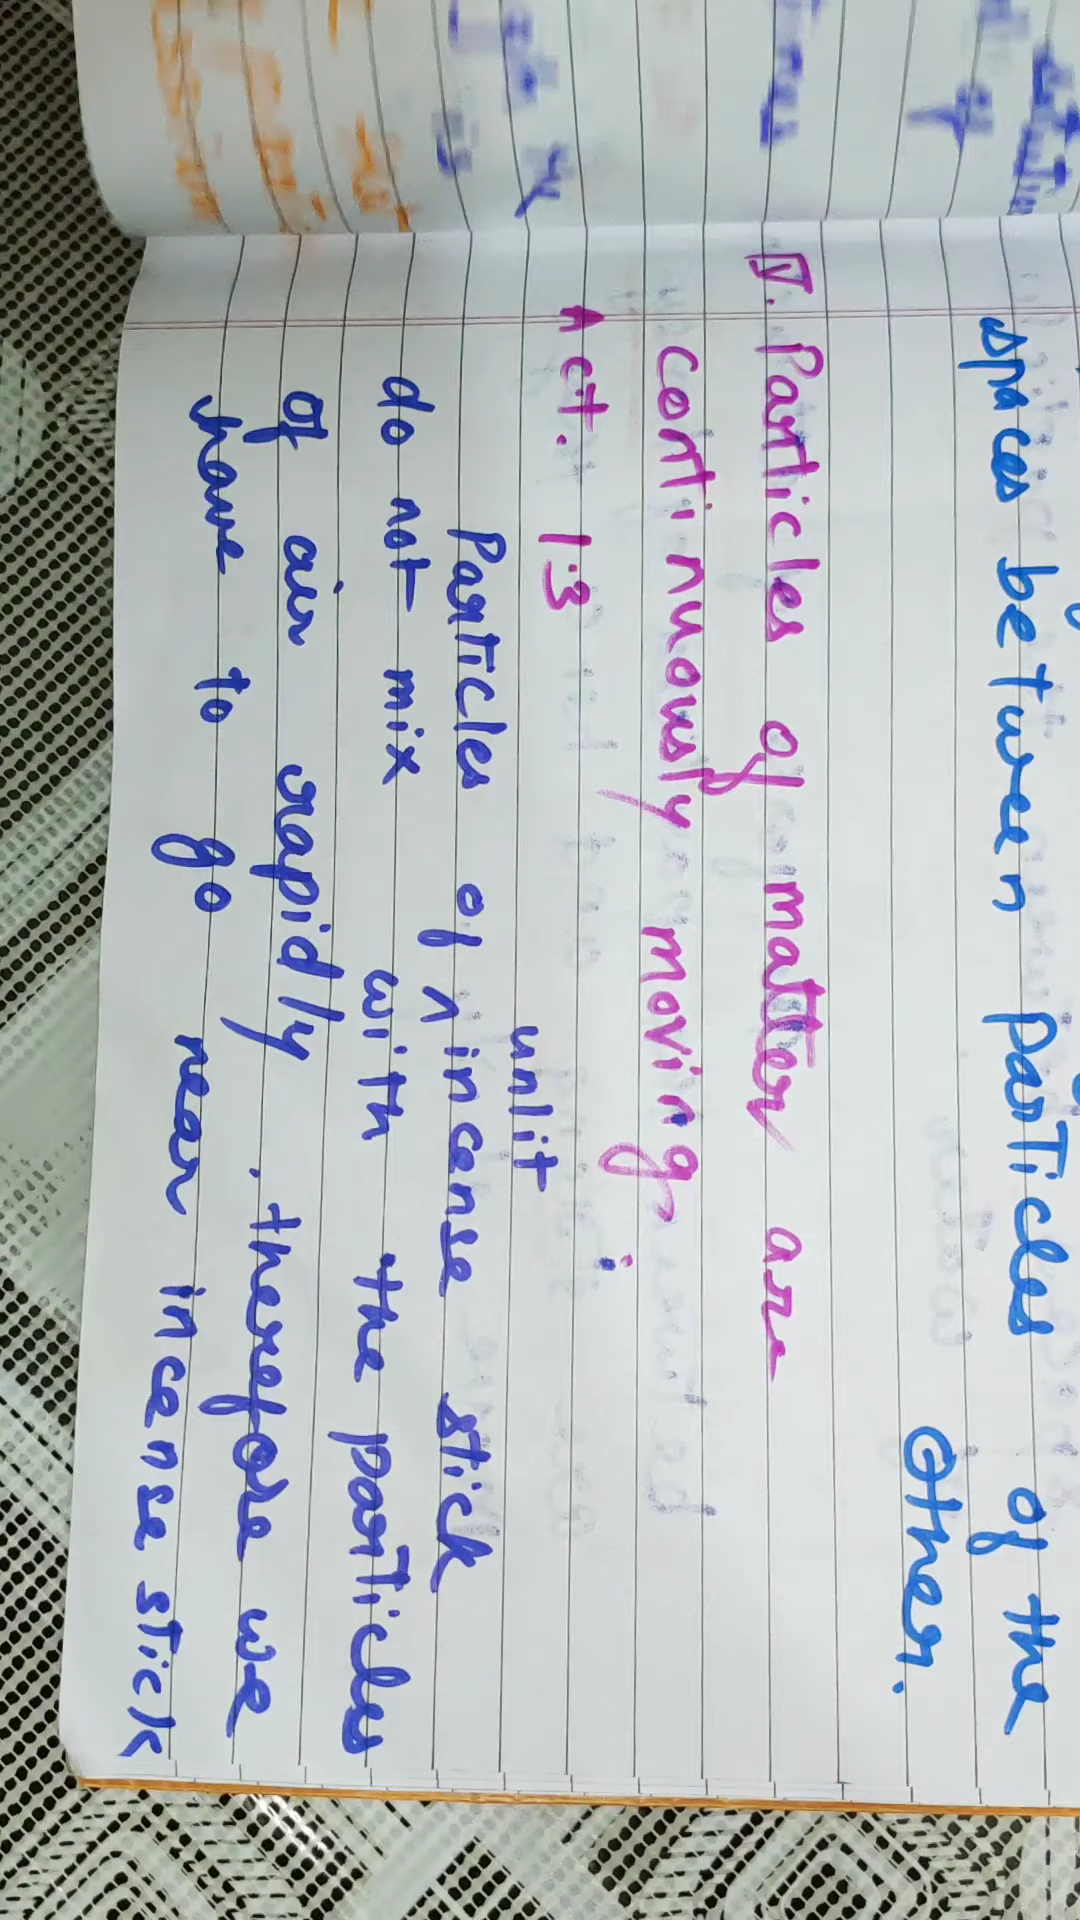 spaces between particles of the
other.
V. Particles of matter are
continuously moving :
Act. 1.3
unlit
Particles of ^ incense stick
do not mix with the particles
of air rapidly . therefore we
have to go near incense stick